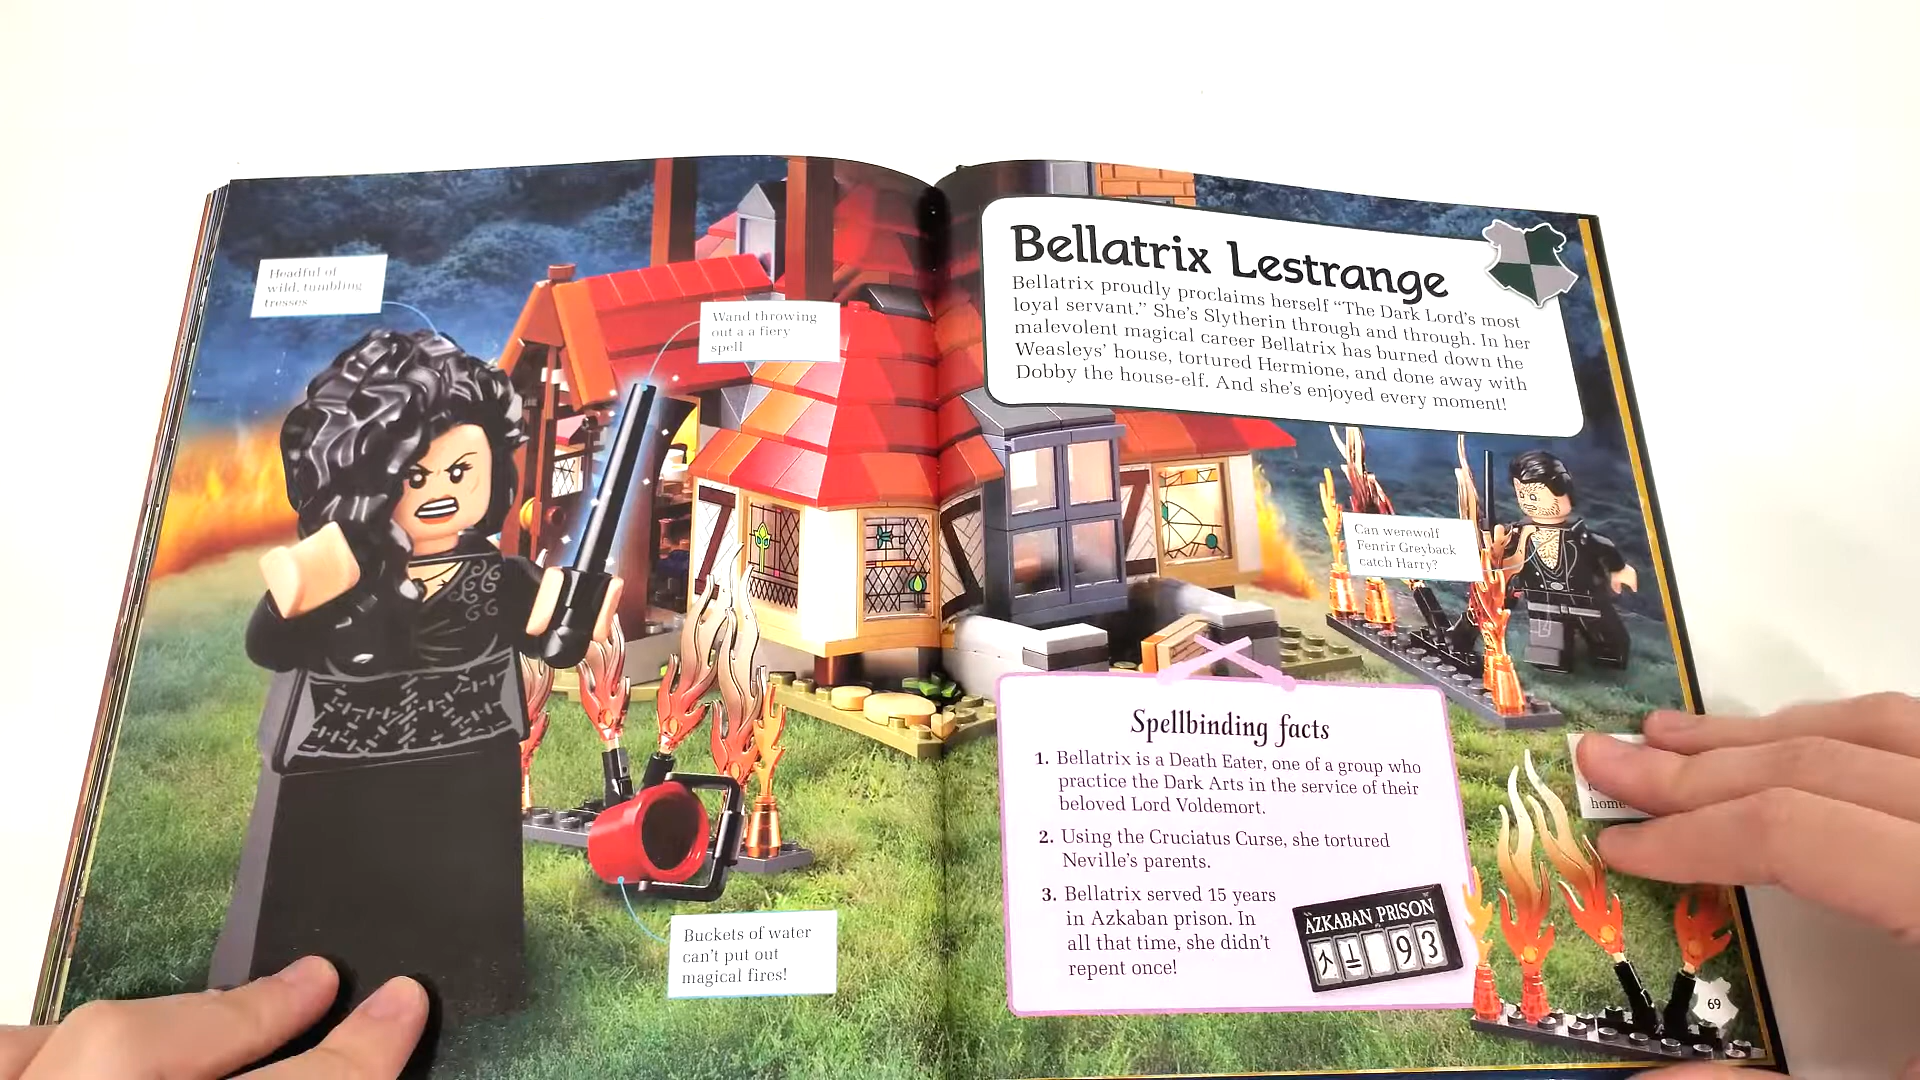 Headful of
wild, tumbling
tresses
Wand throwing
out a a fiery
spell
Buckets of water
can't put out
magical fires!
Bellatrix Lestrange
Bellatrix proudly proclaims herself “The Dark Lord's most
loyal servant.” She's Slytherin through and through. In her
malevolent magical career Bellatrix has burned down the
Weasleys' house, tortured Hermione, and done away with
Dobby the house-elf. And she's enjoyed every moment!
Can werewolf
Fenrir Greyback
catch Harry?
home
Spellbinding facts
1. Bellatrix is a Death Eater, one of a group who
practice the Dark Arts in the service of their
beloved Lord Voldemort.
2. Using the Cruciatus Curse, she tortured
Neville's parents.
3. Bellatrix served 15 years
in Azkaban prison. In
all that time, she didn't
repent once!
AZKABAN PRISON
93
69